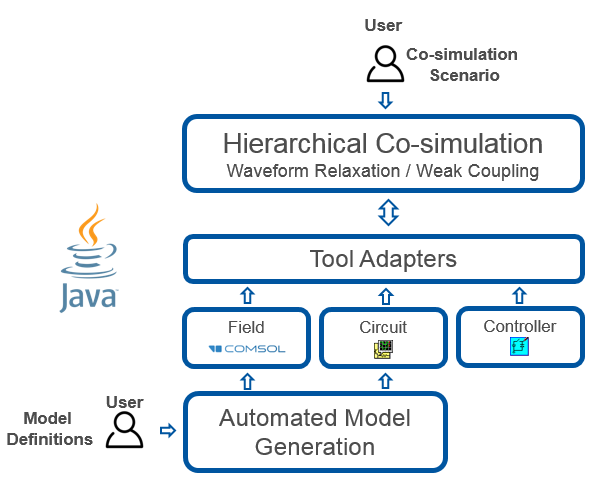 User
Co-simulation
Scenario
Hierarchical Co-simulation
Waveform Relaxation / Weak Coupling
Java
Tool Adapters
Field
COMSOL
Circuit
Controller
Model
Definitions
User
Automated Model
Generation